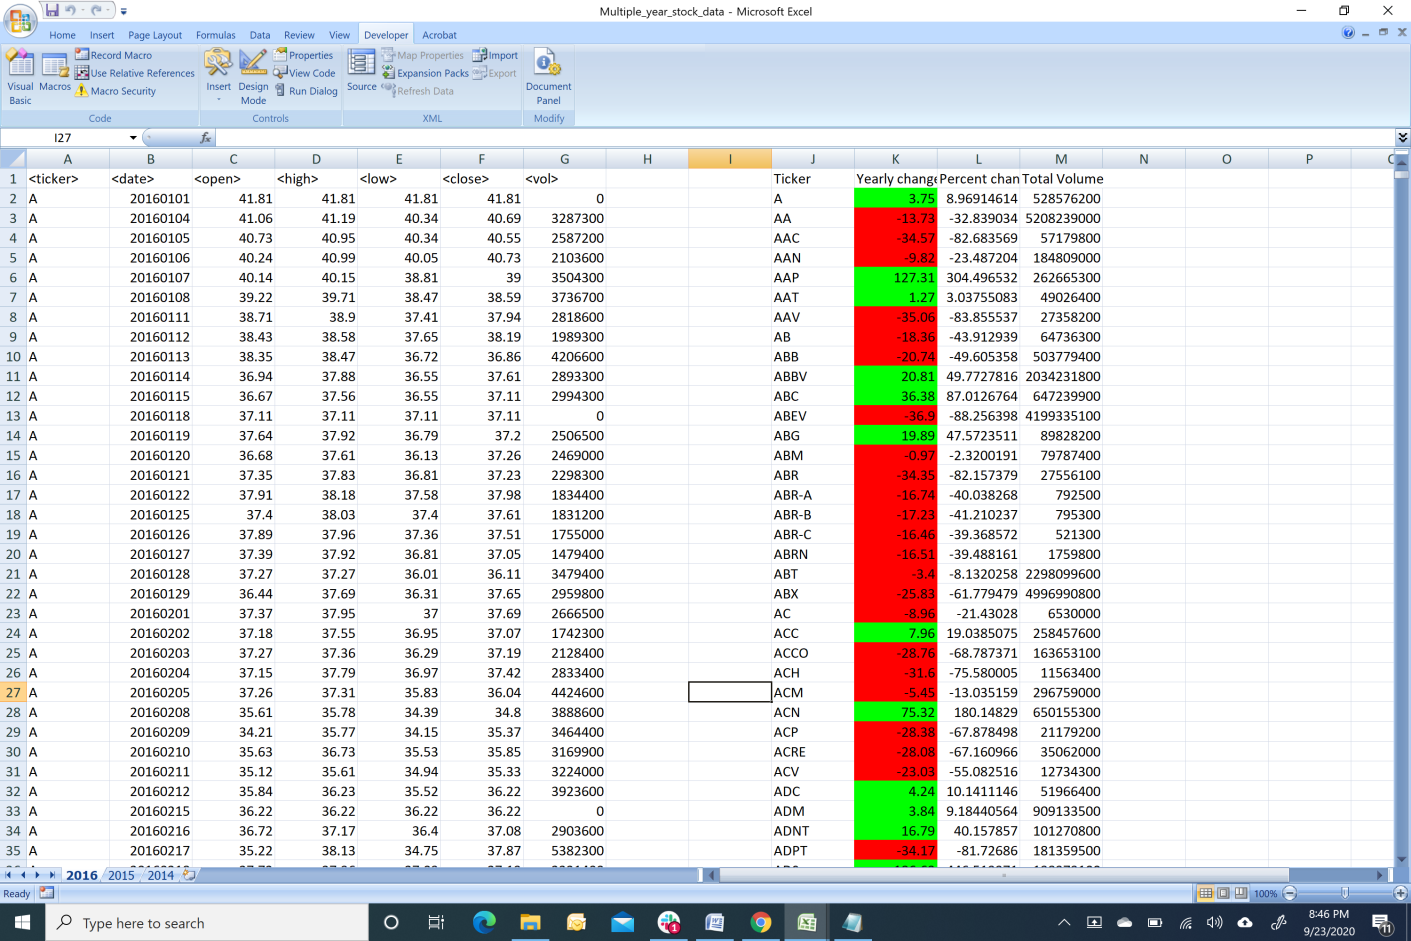 Multiple_year_stock_data - Microsoft Excel
Home Insert Page Layout Formulas Data Review View Developer Acrobat
Visual Basic
Macros
Record Macro
Use Relative References
Macro Security
Code
Insert
Design Mode
Properties
View Code
Run Dialog
Controls
Source
Map Properties
Expansion Packs
Refresh Data
Import
Export
XML
Document Panel
Modify
I27 fx
A B C D E F G H I J K L M N O P
1 <ticker> <date> <open> <high> <low> <close> <vol> Ticker Yearly change Percent chan Total Volume
2 A 20160101 41.81 41.81 41.81 41.81 0 A 3.75 8.96914614 528576200
3 A 20160104 41.06 41.19 40.34 40.69 3287300 AA -13.73 -32.839034 5208239000
4 A 20160105 40.73 40.95 40.34 40.55 2587200 AAC -34.57 -82.683569 57179800
5 A 20160106 40.24 40.99 40.05 40.73 2103600 AAN -9.82 -23.487204 184809000
6 A 20160107 40.14 40.15 38.81 39 3504300 AAP 127.31 304.496532 262665300
7 A 20160108 39.22 39.71 38.47 38.59 3736700 AAT 1.27 3.03755083 49026400
8 A 20160111 38.71 38.9 37.41 37.94 2818600 AAV -35.06 -83.855537 27358200
9 A 20160112 38.43 38.58 37.65 38.19 1989300 AB -18.36 -43.912939 64736300
10 A 20160113 38.35 38.47 36.72 36.86 4206600 ABB -20.74 -49.605358 503779400
11 A 20160114 36.94 37.88 36.55 37.61 2893300 ABBV 20.81 49.7727816 2034231800
12 A 20160115 36.67 37.56 36.55 37.11 2994300 ABC 36.38 87.0126764 647239900
13 A 20160118 37.11 37.11 37.11 37.11 0 ABEV -36.9 -88.256398 4199335100
14 A 20160119 37.64 37.92 36.79 37.2 2506500 ABG 19.89 47.5723511 89828200
15 A 20160120 36.68 37.61 36.13 37.26 2469000 ABM -0.97 -2.3200191 79787400
16 A 20160121 37.35 37.83 36.81 37.23 2298300 ABR -34.35 -82.157379 27556100
17 A 20160122 37.91 38.18 37.58 37.98 1834400 ABR-A -16.74 -40.038268 792500
18 A 20160125 37.4 38.03 37.4 37.61 1831200 ABR-B -17.23 -41.210237 795300
19 A 20160126 37.89 37.96 37.36 37.51 1755000 ABR-C -16.46 -39.368572 521300
20 A 20160127 37.39 37.92 36.81 37.05 1479400 ABRN -16.51 -39.488161 1759800
21 A 20160128 37.27 37.27 36.01 36.11 3479400 ABT -3.4 -8.1320258 2298099600
22 A 20160129 36.44 37.69 36.31 37.65 2959800 ABX -25.83 -61.779479 4996990800
23 A 20160201 37.37 37.95 37 37.69 2666500 AC -8.96 -21.43028 6530000
24 A 20160202 37.18 37.55 36.95 37.07 1742300 ACC 7.96 19.0385075 258457600
25 A 20160203 37.27 37.36 36.29 37.19 2128400 ACCO -28.76 -68.787371 163653100
26 A 20160204 37.15 37.79 36.97 37.42 2833400 ACH -31.6 -75.580005 11563400
27 A 20160205 37.26 37.31 35.83 36.04 4424600 ACM -5.45 -13.035159 296759000
28 A 20160208 35.61 35.78 34.39 34.8 3888600 ACN 75.32 180.14829 650155300
29 A 20160209 34.21 35.77 34.15 35.37 3464400 ACP -28.38 -67.878498 21179200
30 A 20160210 35.63 36.73 35.53 35.85 3169900 ACRE -28.08 -67.160966 35062000
31 A 20160211 35.12 35.61 34.94 35.33 3224000 ACV -23.03 -55.082516 12734300
32 A 20160212 35.84 36.23 35.52 36.22 3923600 ADC 4.24 10.1411146 51966400
33 A 20160215 36.22 36.22 36.22 36.22 0 ADM 3.84 9.18440564 909133500
34 A 20160216 36.72 37.17 36.4 37.08 2903600 ADNT 16.79 40.157857 101270800
35 A 20160217 35.22 38.13 34.75 37.87 5382300 ADPT -34.17 -81.72686 181359500
2016 2015 2014
Ready 100%
Type here to search
1
8:46 PM
9/23/2020
11